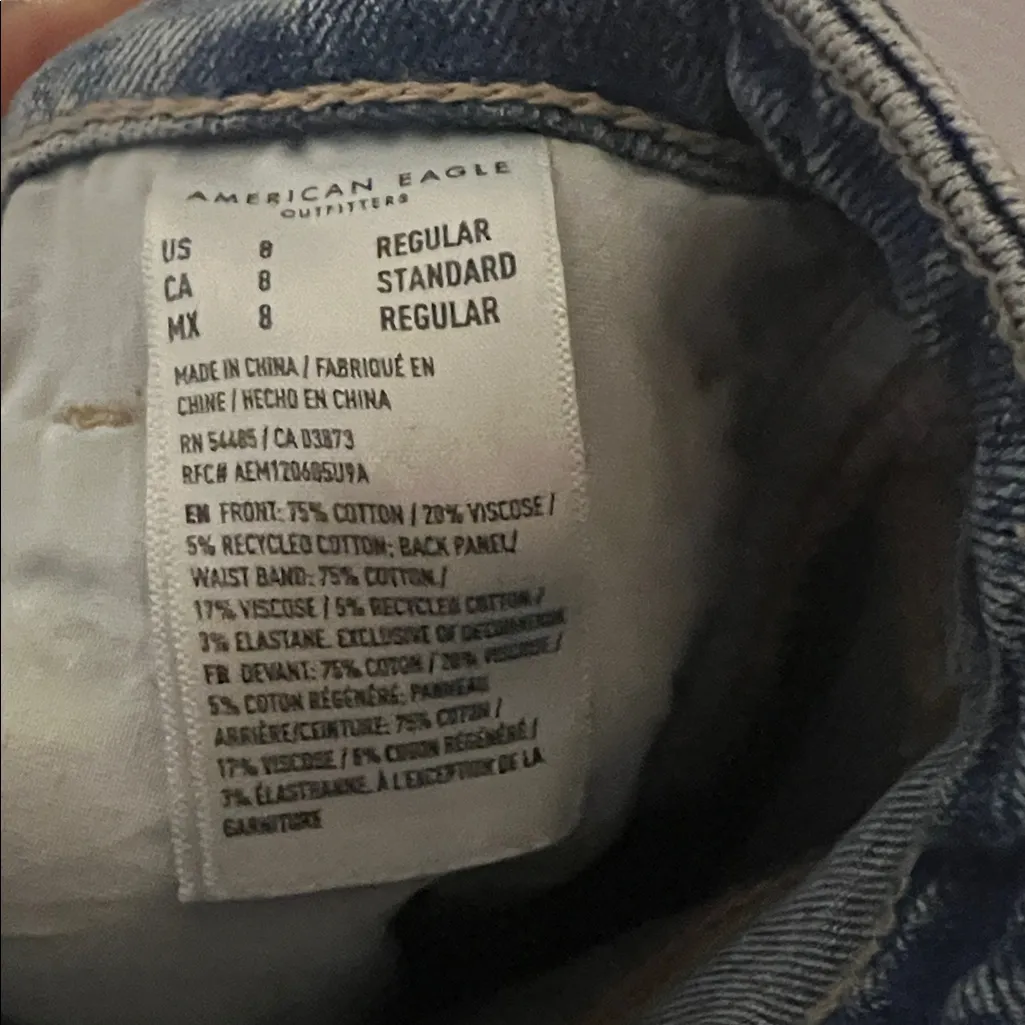 AMERICAN EAGLE
OUTFITTERS
US 8 REGULAR
CA 8 STANDARD
MX 8 REGULAR
MADE IN CHINA / FABRIQUÉ EN
CHINE / HECHO EN CHINA
RN 54485 / CA 03873
RFC# AEM120605U9A
EN FRONT: 75% COTTON / 20% VISCOSE /
5% RECYCLED COTTON; BACK PANEL/
WAIST BAND: 75% COTTON /
17% VISCOSE / 5% RECYCLED COTTON /
3% ELASTANE. EXCLUSIVE OF DECORATION
FR DEVANT: 75% COTON / 20% VISCOSE /
5% COTON RÉGÉNÉRÉ; PANNEAU
ARRIÈRE/CEINTURE: 75% COTON /
17% VISCOSE / 5% COTON RÉGÉNÉRÉ /
3% ÉLASTHANNE. À L'EXCEPTION DE LA
GARNITURE